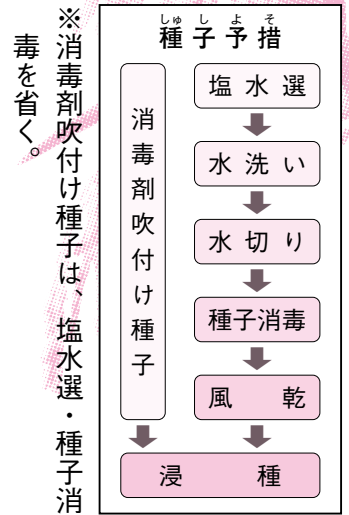 しゅしよそ
種子予措
塩水選
水洗い
水切り
種子消毒
風乾
消毒剤吹付け種子
浸種
※消毒剤吹付け種子は、塩水選・種子消
毒を省く。